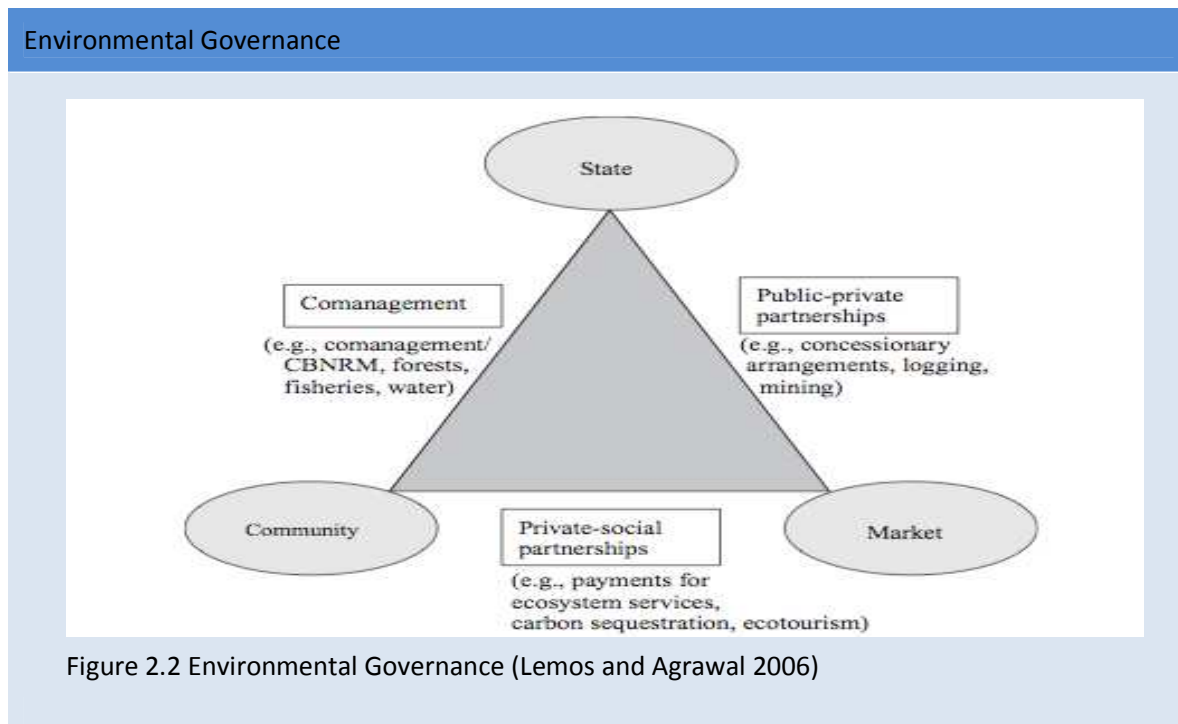 Environmental Governance
State
Comanagement
(e.g., comanagement/
CBNRM, forests,
fisheries, water)
Public-private
partnerships
(e.g., concessionary
arrangements, logging,
mining)
Community
Private-social
partnerships
(e.g., payments for
ecosystem services,
carbon sequestration, ecotourism)
Market
Figure 2.2 Environmental Governance (Lemos and Agrawal 2006)